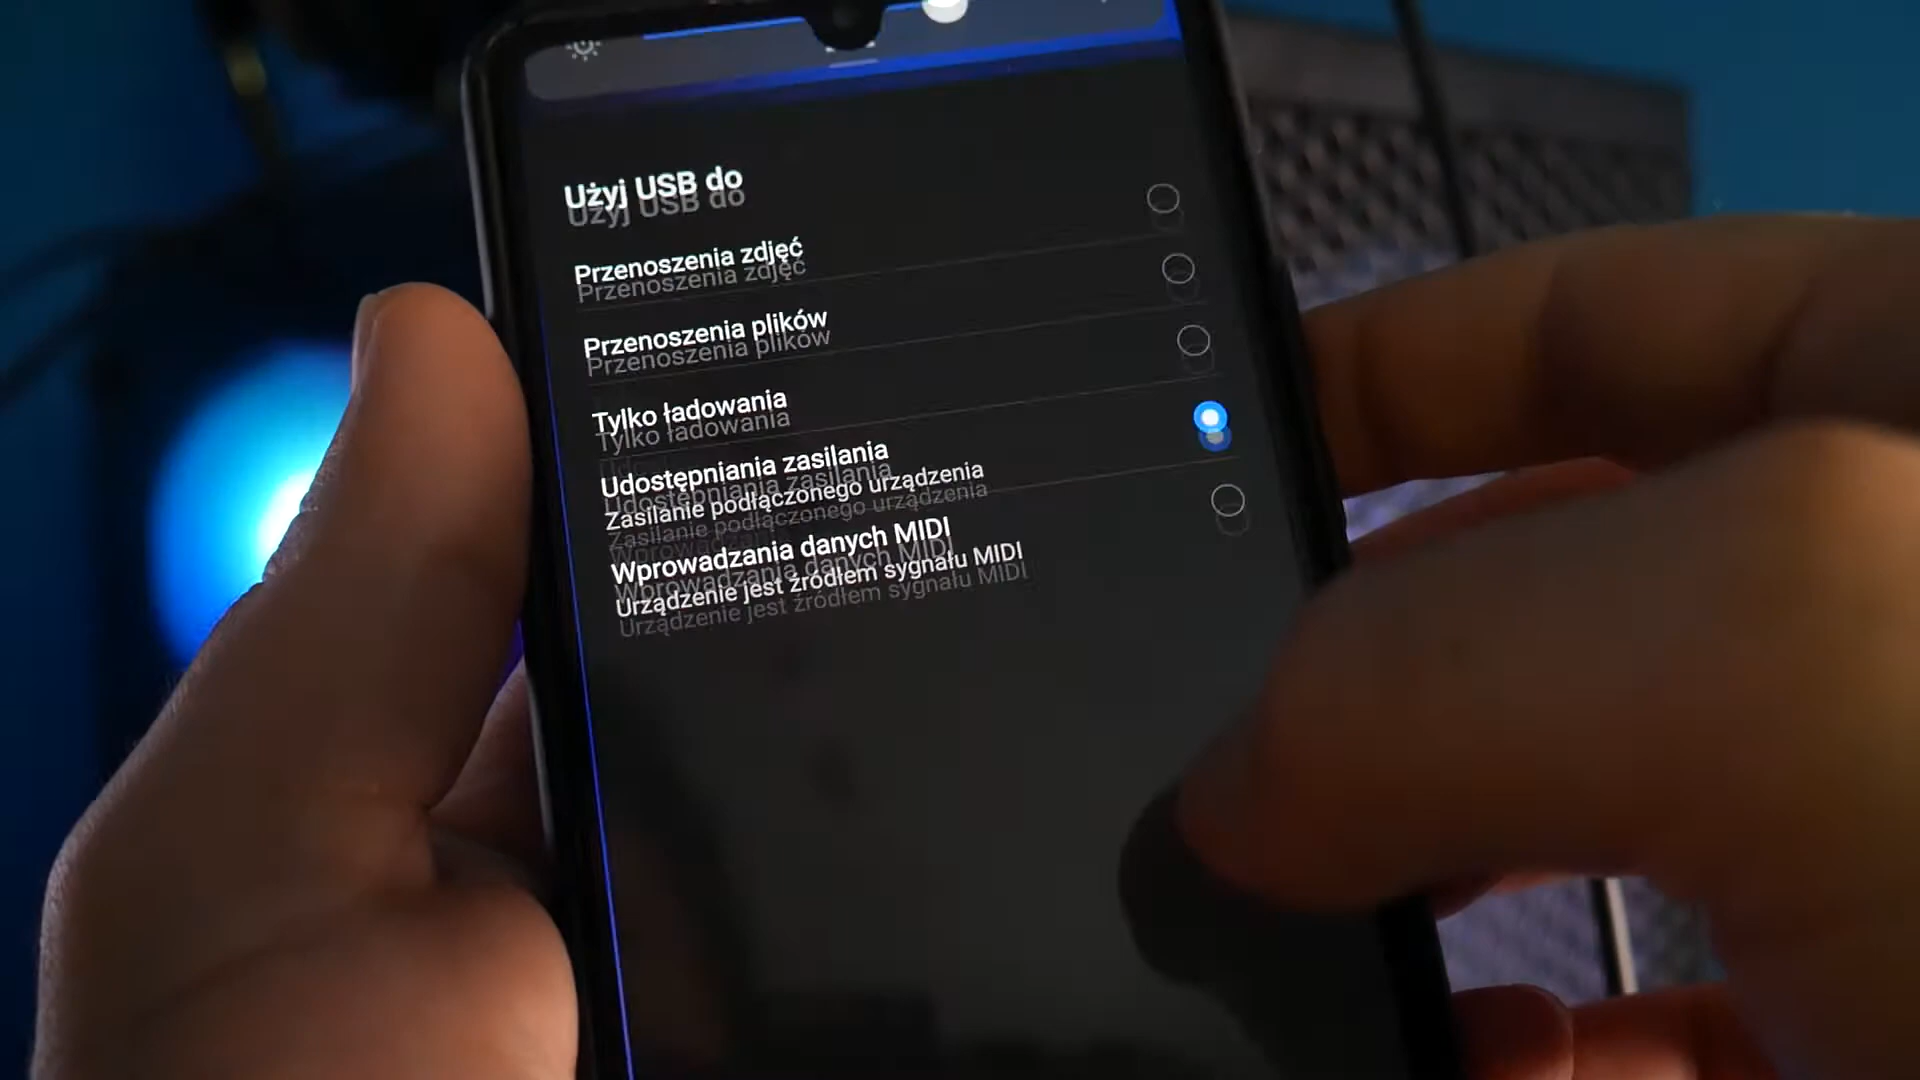 Użyj USB do
Przenoszenia zdjęć
Przenoszenia plików
Tylko ładowania
Udostępniania zasilania
Zasilanie podłączonego urządzenia
Wprowadzania danych MIDI
Urządzenie jest źródłem sygnału MIDI